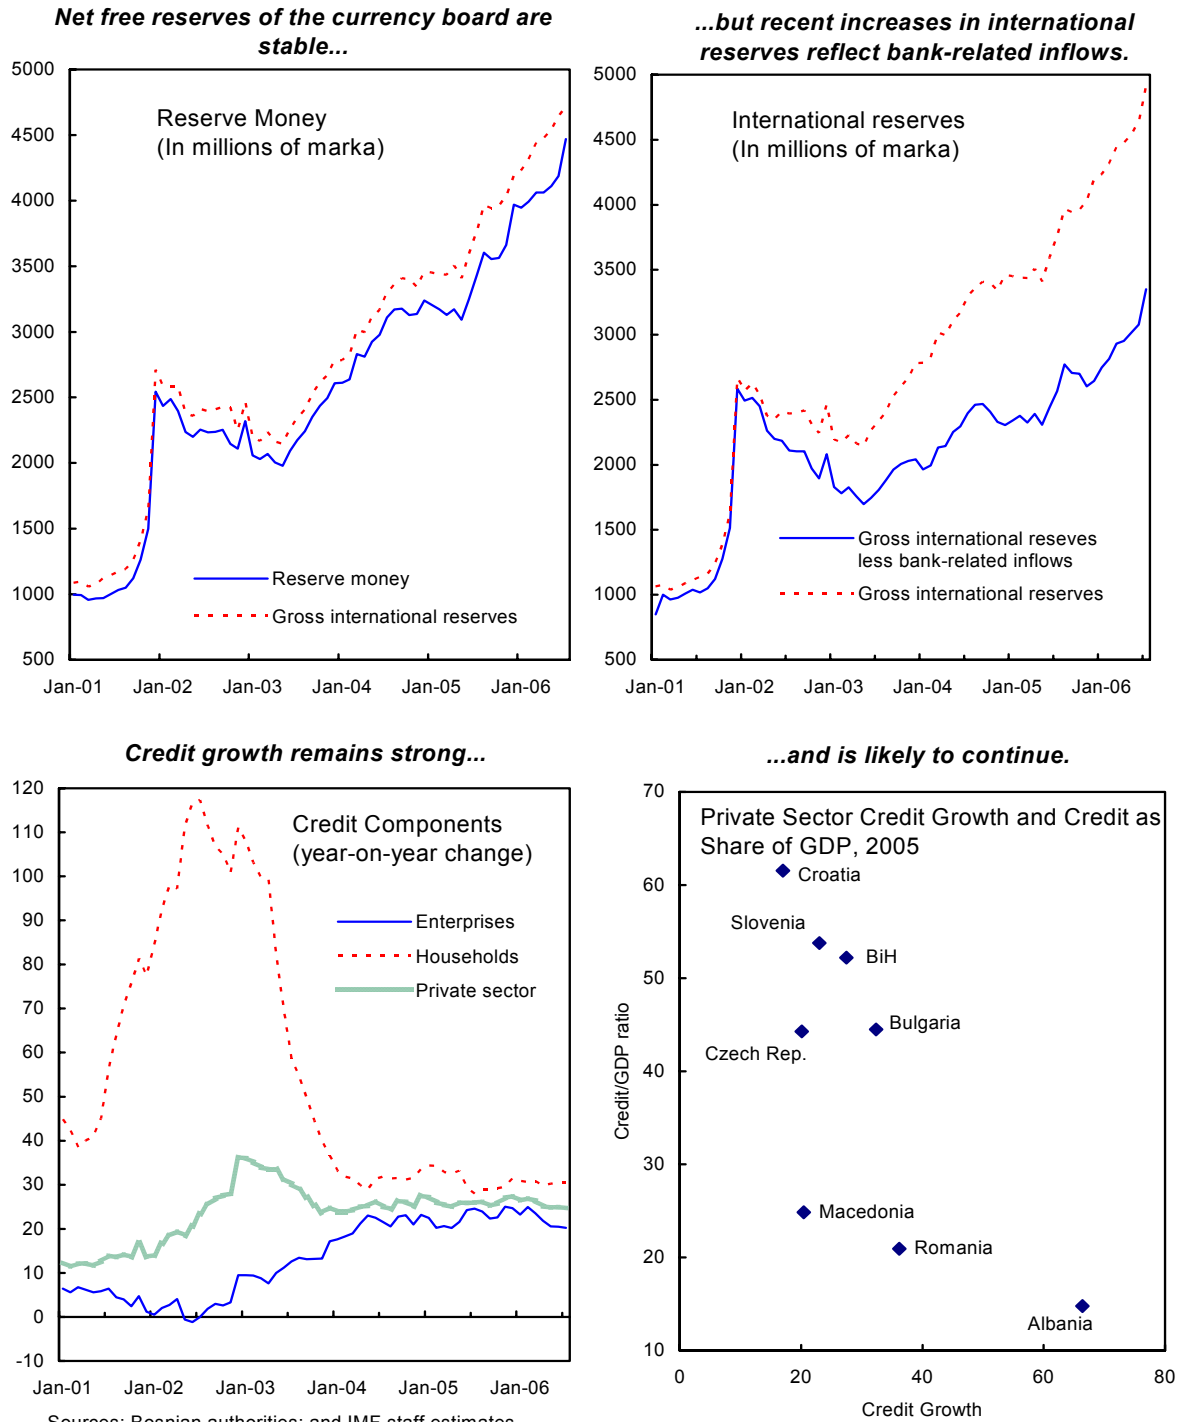 Net free reserves of the currency board are
stable...
5000
4500
4000
3500
3000
2500
2000
1500
1000
500
Reserve Money
(In millions of marka)
Reserve money
Gross international reserves
Jan-01 Jan-02 Jan-03 Jan-04 Jan-05 Jan-06
...but recent increases in international
reserves reflect bank-related inflows.
5000
4500
4000
3500
3000
2500
2000
1500
1000
500
International reserves
(In millions of marka)
Gross international reseves
less bank-related inflows
Gross international reserves
Jan-01 Jan-02 Jan-03 Jan-04 Jan-05 Jan-06
Credit growth remains strong...
120
110
100
90
80
70
60
50
40
30
20
10
0
-10
Credit Components
(year-on-year change)
Enterprises
Households
Private sector
Jan-01 Jan-02 Jan-03 Jan-04 Jan-05 Jan-06
...and is likely to continue.
70
60
50
40
30
20
10
Credit/GDP ratio
Private Sector Credit Growth and Credit as
Share of GDP, 2005
Croatia
Slovenia
BiH
Bulgaria
Czech Rep.
Macedonia
Romania
Albania
0 20 40 60 80
Credit Growth
Sources: Bosnian authorities; and IMF staff estimates